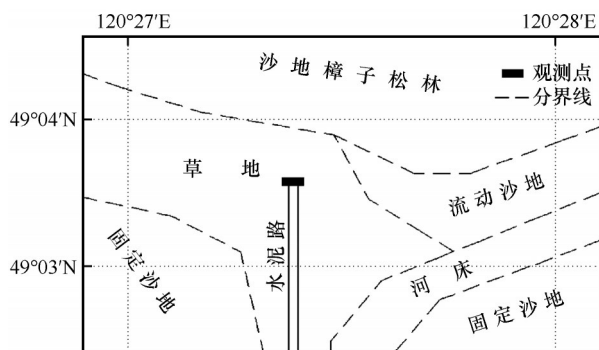 120°27′E
120°28′E
沙地樟子松林
观测点
分界线
49°04′N
草地
流动沙地
固定沙地
水泥路
49°03′N
河床
固定沙地